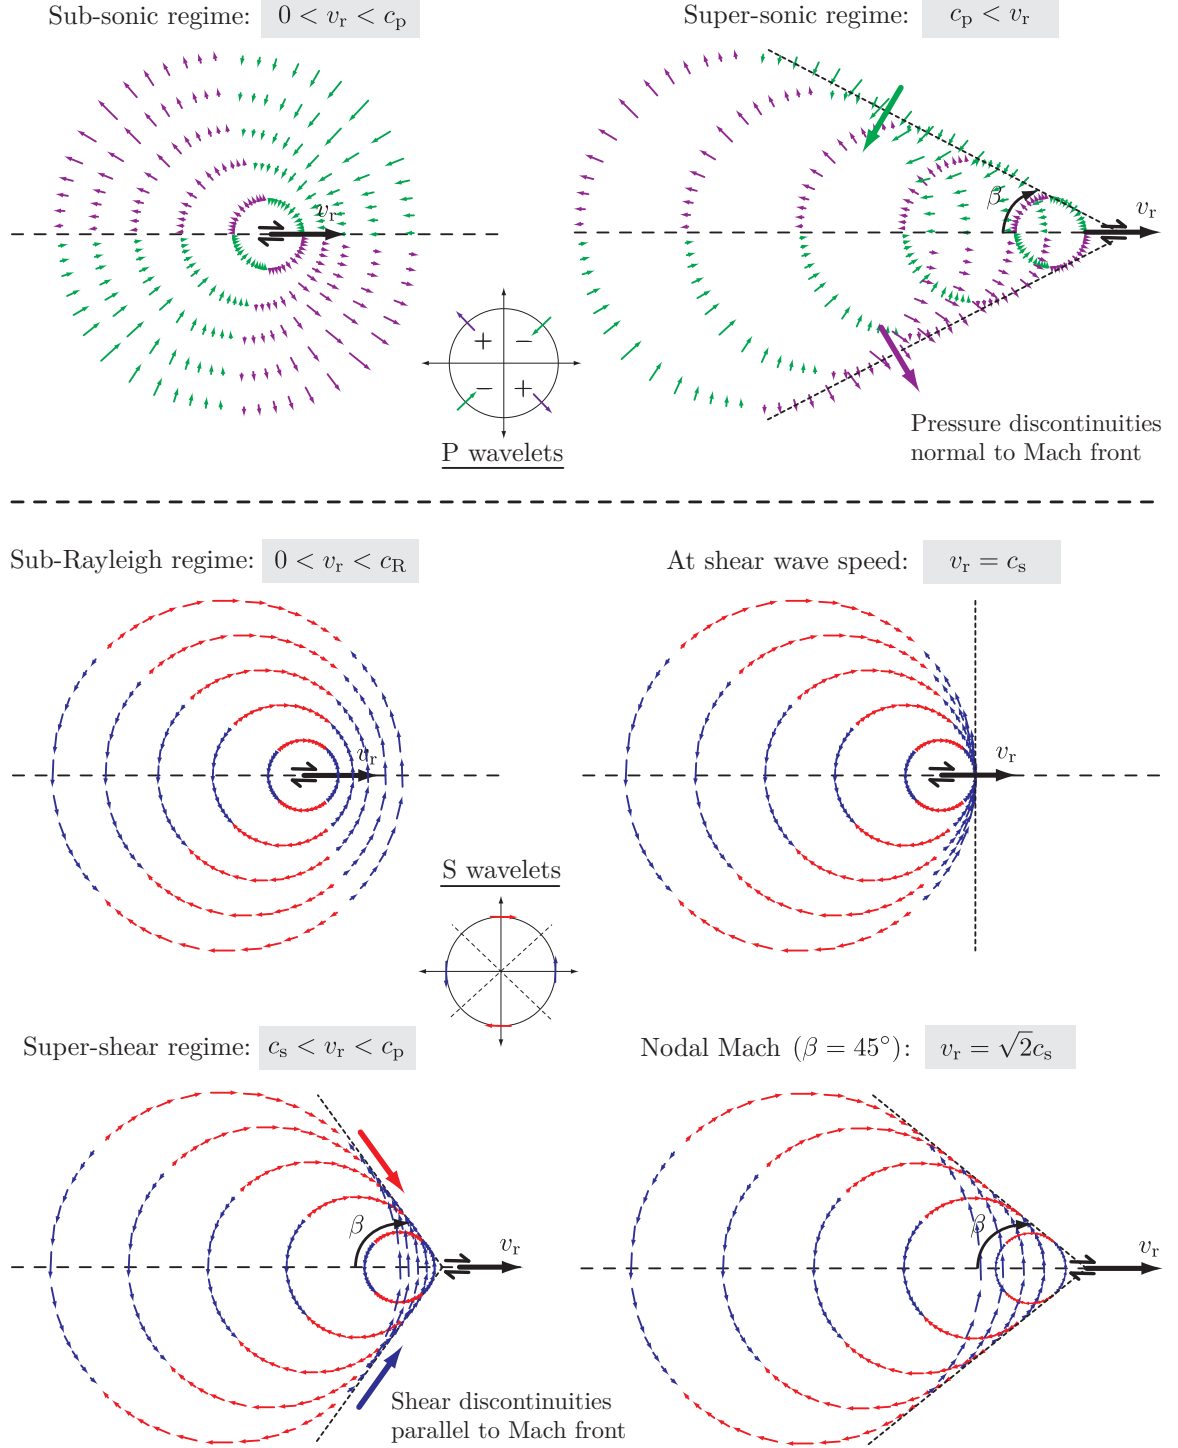 Sub-sonic regime: 0 < v_r < c_p
Super-sonic regime: c_p < v_r
v_r
β
v_r
+ −
− +
P wavelets
Pressure discontinuities
normal to Mach front
Sub-Rayleigh regime: 0 < v_r < c_R
At shear wave speed: v_r = c_s
v_r
v_r
S wavelets
Super-shear regime: c_s < v_r < c_p
Nodal Mach (β = 45°): v_r = √2c_s
β
v_r
β
v_r
Shear discontinuities
parallel to Mach front